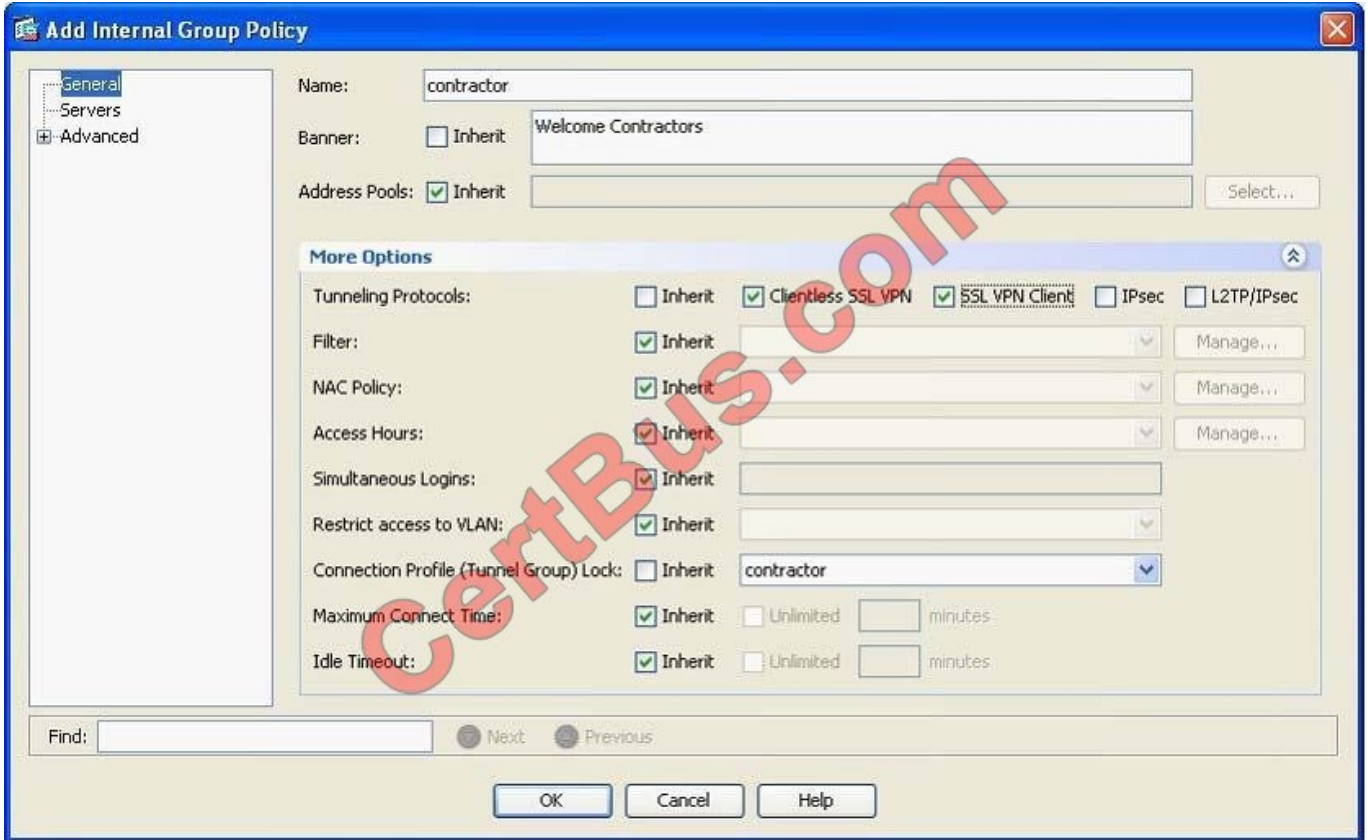 Add Internal Group Policy
General
Servers
Advanced
Name: contractor
Banner: Inherit Welcome Contractors
Address Pools: Inherit Select...
More Options
Tunneling Protocols: Inherit Clientless SSL VPN SSL VPN Client IPsec L2TP/IPsec
Filter: Inherit Manage...
NAC Policy: Inherit Manage...
Access Hours: Inherit Manage...
Simultaneous Logins: Inherit
Restrict access to VLAN: Inherit
Connection Profile (Tunnel Group) Lock: Inherit contractor
Maximum Connect Time: Inherit Unlimited minutes
Idle Timeout: Inherit Unlimited minutes
Find: Next Previous
OK Cancel Help
CertBus.com